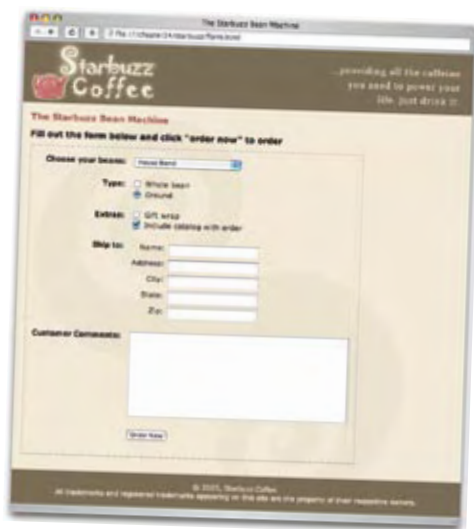 The Starbuzz Bean Machine
Starbuzz
Coffee
...providing all the caffeine
you need to power your
life. Just drink it.
The Starbuzz Bean Machine
Fill out the form below and click "order now" to order
Choose your beans: House Blend
Type: Whole bean
Ground
Extras: Gift wrap
Include catalog with order
Ship to: Name:
Address:
City:
State:
Zip:
Customer Comments:
Order Now
© 2005, Starbuzz Coffee
All trademarks and registered trademarks appearing on this site are the property of their respective owners.